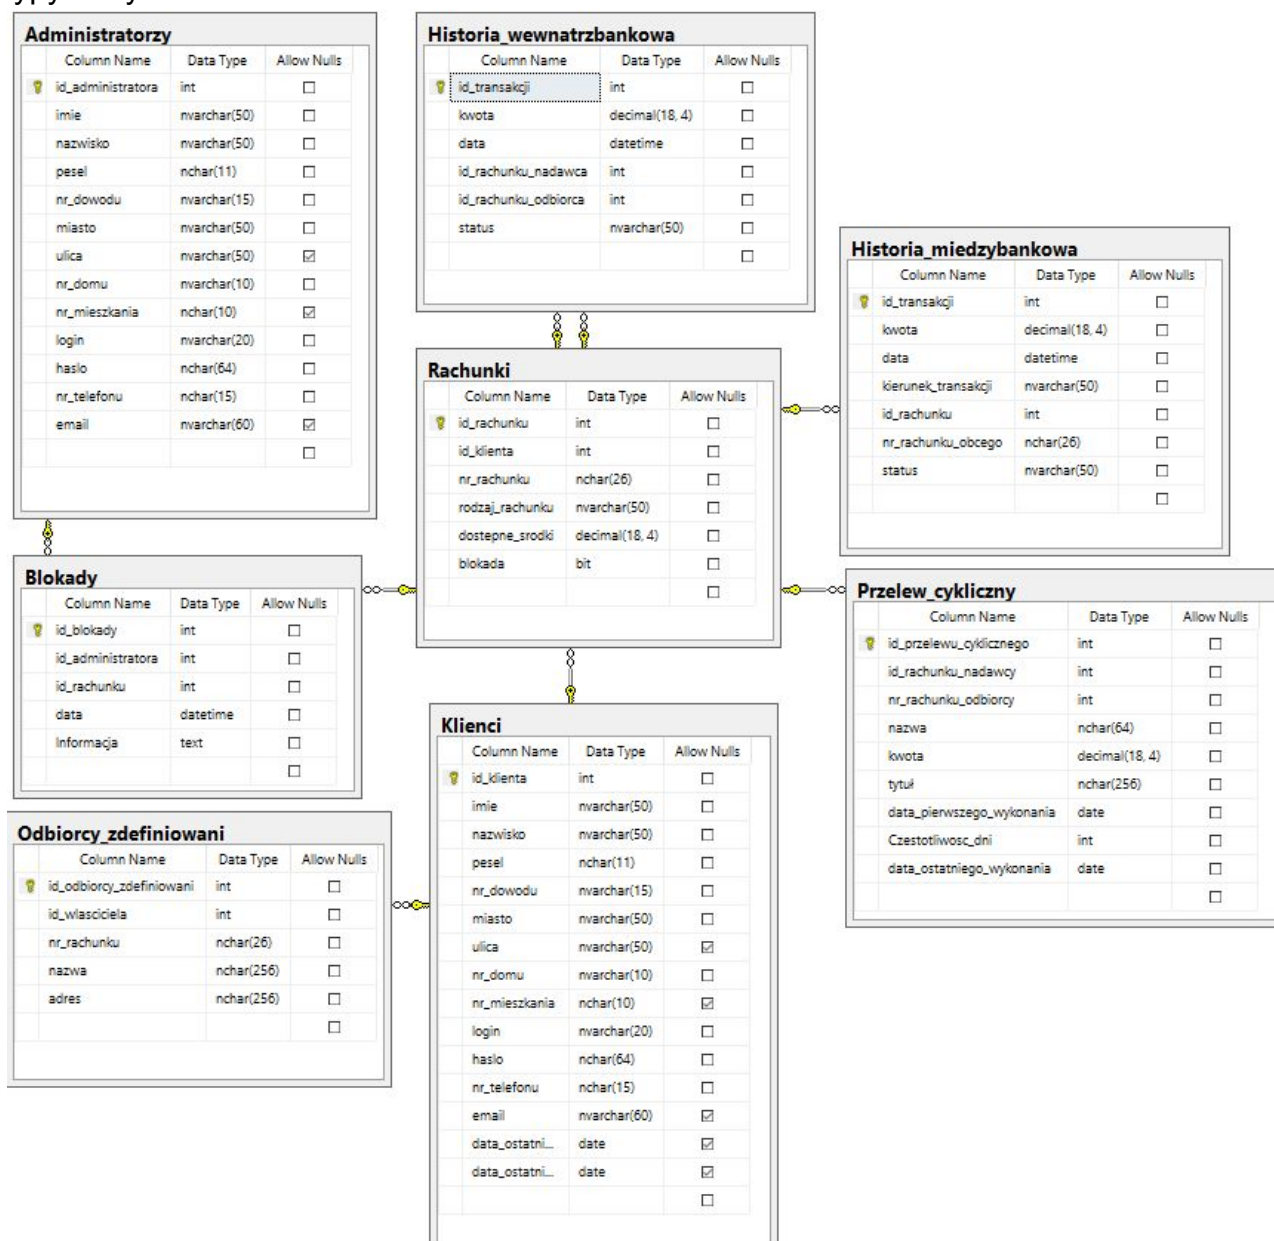 Administratorzy
Column Name Data Type Allow Nulls
id_administratora int
imie nvarchar(50)
nazwisko nvarchar(50)
pesel nchar(11)
nr_dowodu nvarchar(15)
miasto nvarchar(50)
ulica nvarchar(50)
nr_domu nvarchar(10)
nr_mieszkania nchar(10)
login nvarchar(20)
haslo nchar(64)
nr_telefonu nchar(15)
email nvarchar(60)
Historia_wewnatrzbankowa
Column Name Data Type Allow Nulls
id_transakcji int
kwota decimal(18, 4)
data datetime
id_rachunku_nadawca int
id_rachunku_odbiorca int
status nvarchar(50)
Historia_miedzybankowa
Column Name Data Type Allow Nulls
id_transakcji int
kwota decimal(18, 4)
data datetime
kierunek_transakcji nvarchar(50)
id_rachunku int
nr_rachunku_obcego nchar(26)
status nvarchar(50)
Rachunki
Column Name Data Type Allow Nulls
id_rachunku int
id_klienta int
nr_rachunku nchar(26)
rodzaj_rachunku nvarchar(50)
dostepne_srodki decimal(18, 4)
blokada bit
Blokady
Column Name Data Type Allow Nulls
id_blokady int
id_administratora int
id_rachunku int
data datetime
Informacja text
Przelew_cykliczny
Column Name Data Type Allow Nulls
id_przelewu_cyklicznego int
id_rachunku_nadawcy int
nr_rachunku_odbiorcy int
nazwa nchar(64)
kwota decimal(18, 4)
tytuł nchar(256)
data_pierwszego_wykonania date
Czestotliwosc_dni int
data_ostatniego_wykonania date
Klienci
Column Name Data Type Allow Nulls
id_klienta int
imie nvarchar(50)
nazwisko nvarchar(50)
pesel nchar(11)
nr_dowodu nvarchar(15)
miasto nvarchar(50)
ulica nvarchar(50)
nr_domu nvarchar(10)
nr_mieszkania nchar(10)
login nvarchar(20)
haslo nchar(64)
nr_telefonu nchar(15)
email nvarchar(60)
data_ostatni... date
data_ostatni... date
Odbiorcy_zdefiniowani
Column Name Data Type Allow Nulls
id_odbiorcy_zdefiniowani int
id_wlasciciela int
nr_rachunku nchar(26)
nazwa nchar(256)
adres nchar(256)